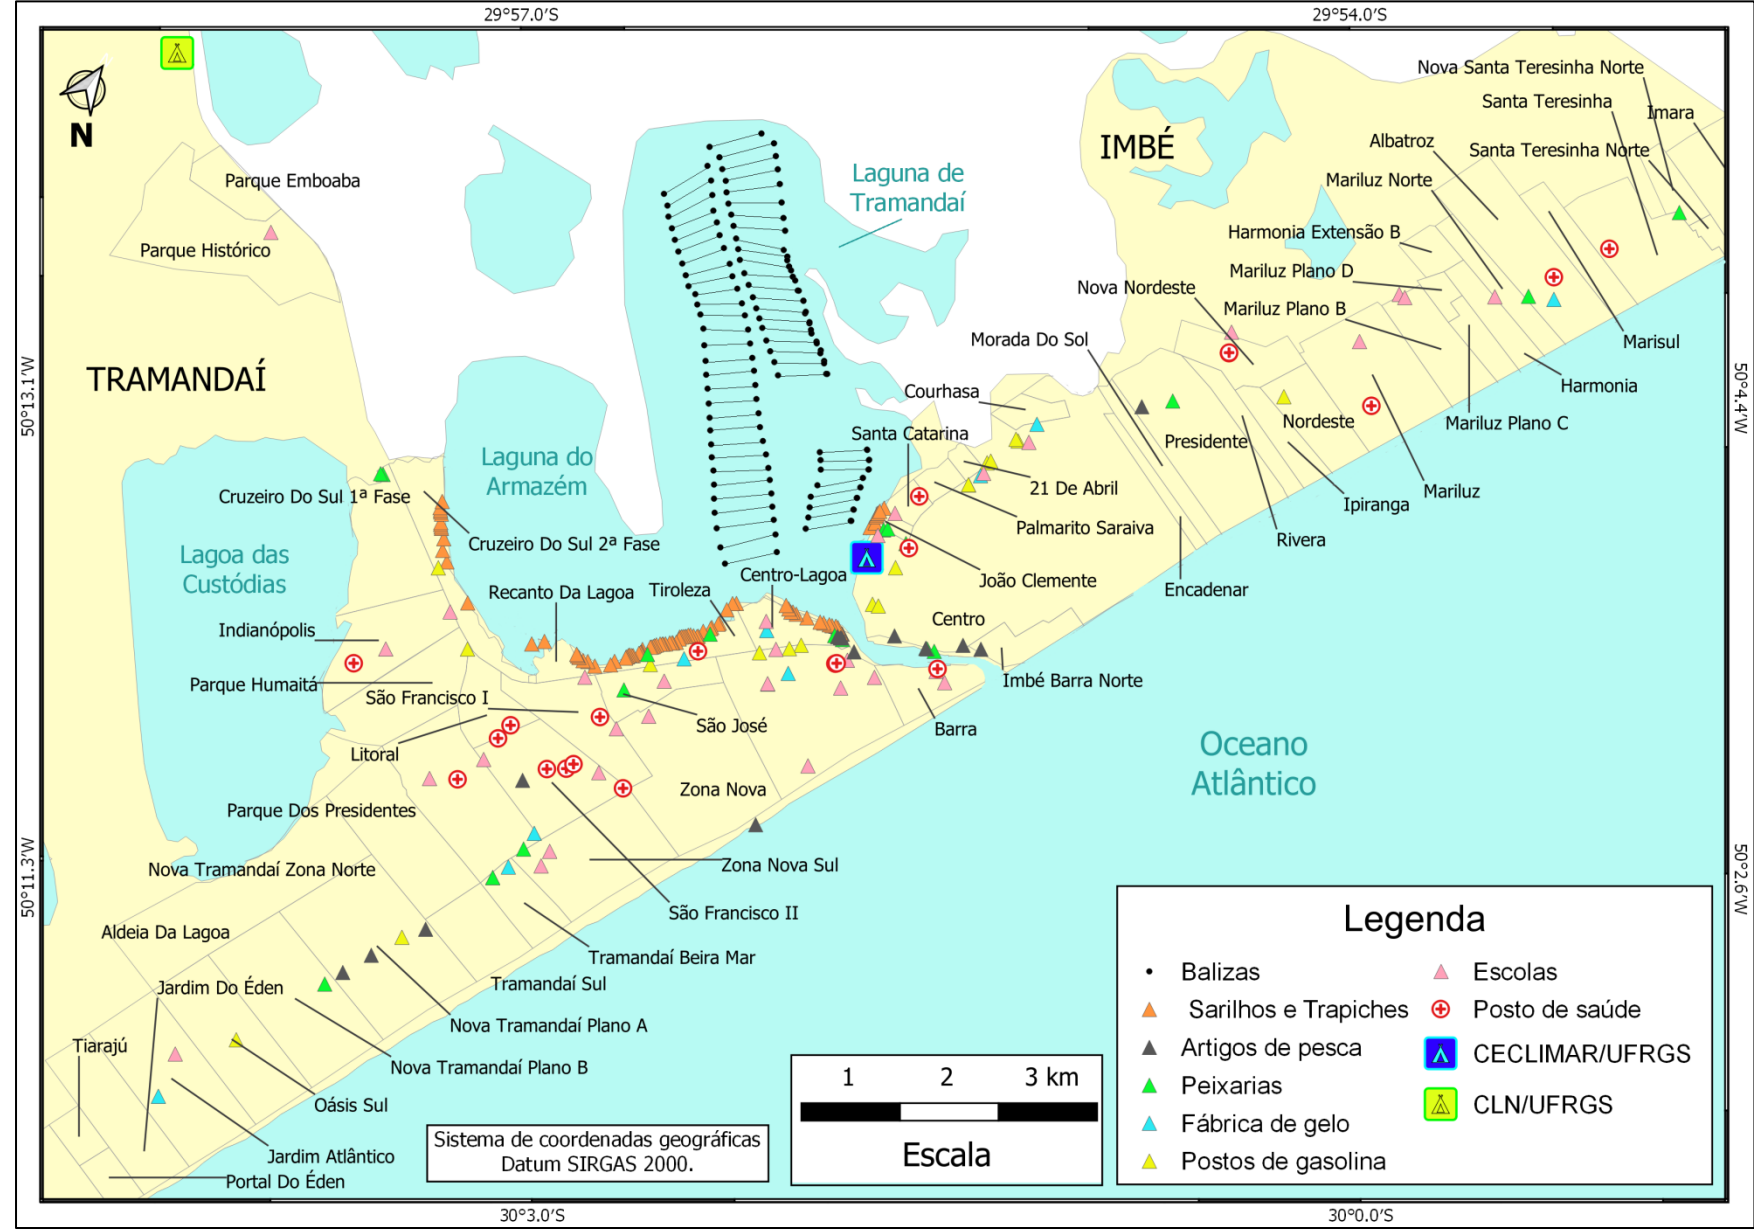 29°57.0'S
29°54.0'S
N
Nova Santa Teresinha Norte
Santa Teresinha
Imara
IMBÉ
Albatroz
Santa Teresinha Norte
Laguna de
Tramandaí
Parque Emboaba
Mariluz Norte
Parque Histórico
Harmonia Extensão B
Mariluz Plano D
Nova Nordeste
Mariluz Plano B
Morada Do Sol
Marisul
TRAMANDAÍ
Harmonia
50°13.1'W
50°4.4'W
Courhasa
Nordeste
Mariluz Plano C
Santa Catarina
Presidente
Laguna do
Armazém
21 De Abril
Mariluz
Cruzeiro Do Sul 1ª Fase
Ipiranga
Palmarito Saraiva
Cruzeiro Do Sul 2ª Fase
Rivera
Lagoa das
Custódias
Centro-Lagoa
João Clemente
Encadenar
Recanto Da Lagoa
Tiroleza
Centro
Indianópolis
Parque Humaitá
Imbé Barra Norte
São Francisco I
São José
Barra
Litoral
Oceano
Atlântico
Zona Nova
Parque Dos Presidentes
Zona Nova Sul
Nova Tramandaí Zona Norte
50°11.3'W
50°2.6'W
São Francisco II
Aldeia Da Lagoa
Tramandaí Beira Mar
Tramandaí Sul
Jardim Do Éden
Nova Tramandaí Plano A
Tiarajú
Nova Tramandaí Plano B
Oásis Sul
Jardim Atlântico
Portal Do Éden
Sistema de coordenadas geográficas
Datum SIRGAS 2000.
1 2 3 km
Escala
Legenda
Balizas
Sarilhos e Trapiches
Artigos de pesca
Peixarias
Fábrica de gelo
Postos de gasolina
Escolas
Posto de saúde
CECLIMAR/UFRGS
CLN/UFRGS
30°3.0'S
30°0.0'S